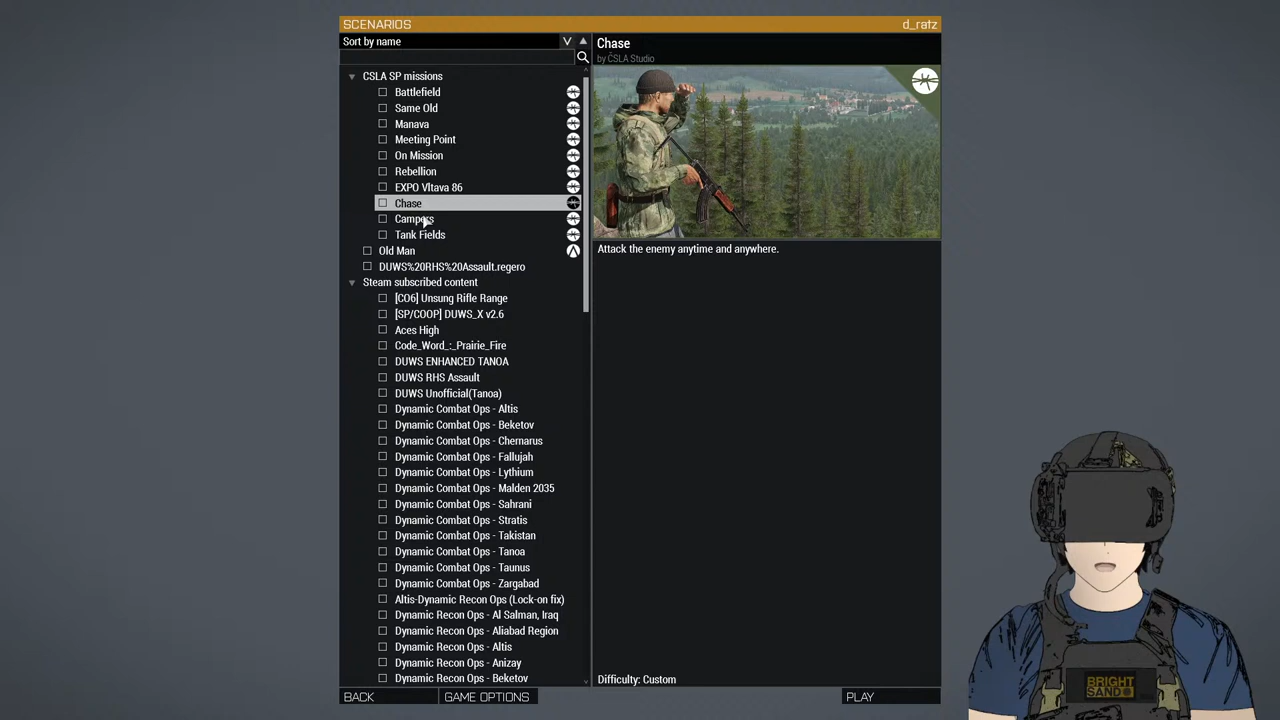 SCENARIOS
d_ratz
Sort by name
CSLA SP missions
Battlefield
Same Old
Manava
Meeting Point
On Mission
Rebellion
EXPO Vltava 86
Chase
Campers
Tank Fields
Old Man
DUWS%20RHS%20Assault.regero
Steam subscribed content
[CO6] Unsung Rifle Range
[SP/COOP] DUWS_X v2.6
Aces High
Code_Word_:_Prairie_Fire
DUWS ENHANCED TANOA
DUWS RHS Assault
DUWS Unofficial(Tanoa)
Dynamic Combat Ops - Altis
Dynamic Combat Ops - Beketov
Dynamic Combat Ops - Chernarus
Dynamic Combat Ops - Fallujah
Dynamic Combat Ops - Lythium
Dynamic Combat Ops - Malden 2035
Dynamic Combat Ops - Sahrani
Dynamic Combat Ops - Stratis
Dynamic Combat Ops - Takistan
Dynamic Combat Ops - Tanoa
Dynamic Combat Ops - Taunus
Dynamic Combat Ops - Zargabad
Altis-Dynamic Recon Ops (Lock-on fix)
Dynamic Recon Ops - Al Salman, Iraq
Dynamic Recon Ops - Aliabad Region
Dynamic Recon Ops - Altis
Dynamic Recon Ops - Anizay
Dynamic Recon Ops - Beketov
Chase
by ČSLA Studio
Attack the enemy anytime and anywhere.
Difficulty: Custom
BACK
GAME OPTIONS
PLAY
BRIGHT
SAND